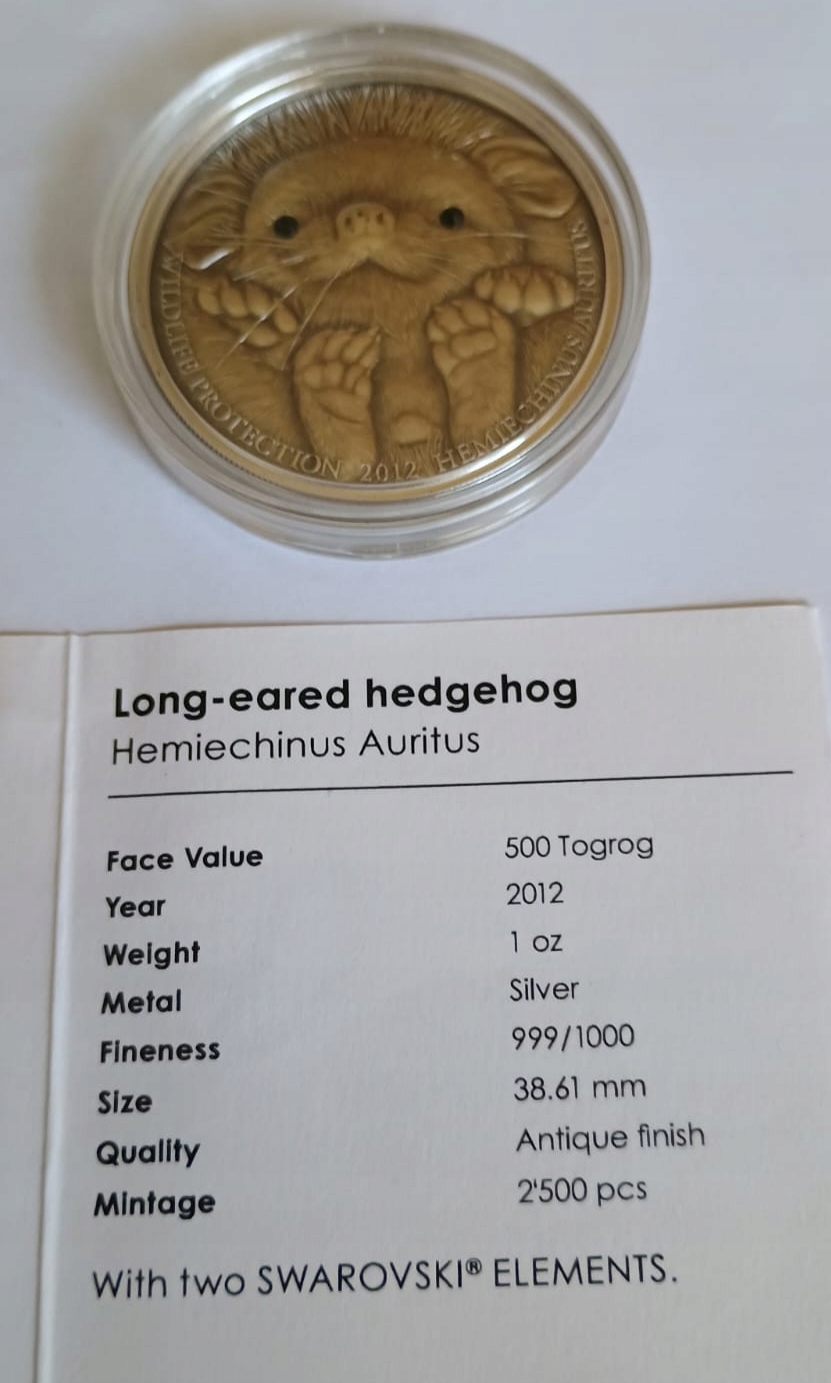 WILDLIFE PROTECTION 2012 HEMIECHINUS AURITUS
Long-eared hedgehog
Hemiechinus Auritus
Face Value 500 Togrog
Year 2012
Weight 1 oz
Metal Silver
Fineness 999/1000
Size 38.61 mm
Quality Antique finish
Mintage 2'500 pcs
With two SWAROVSKI® ELEMENTS.